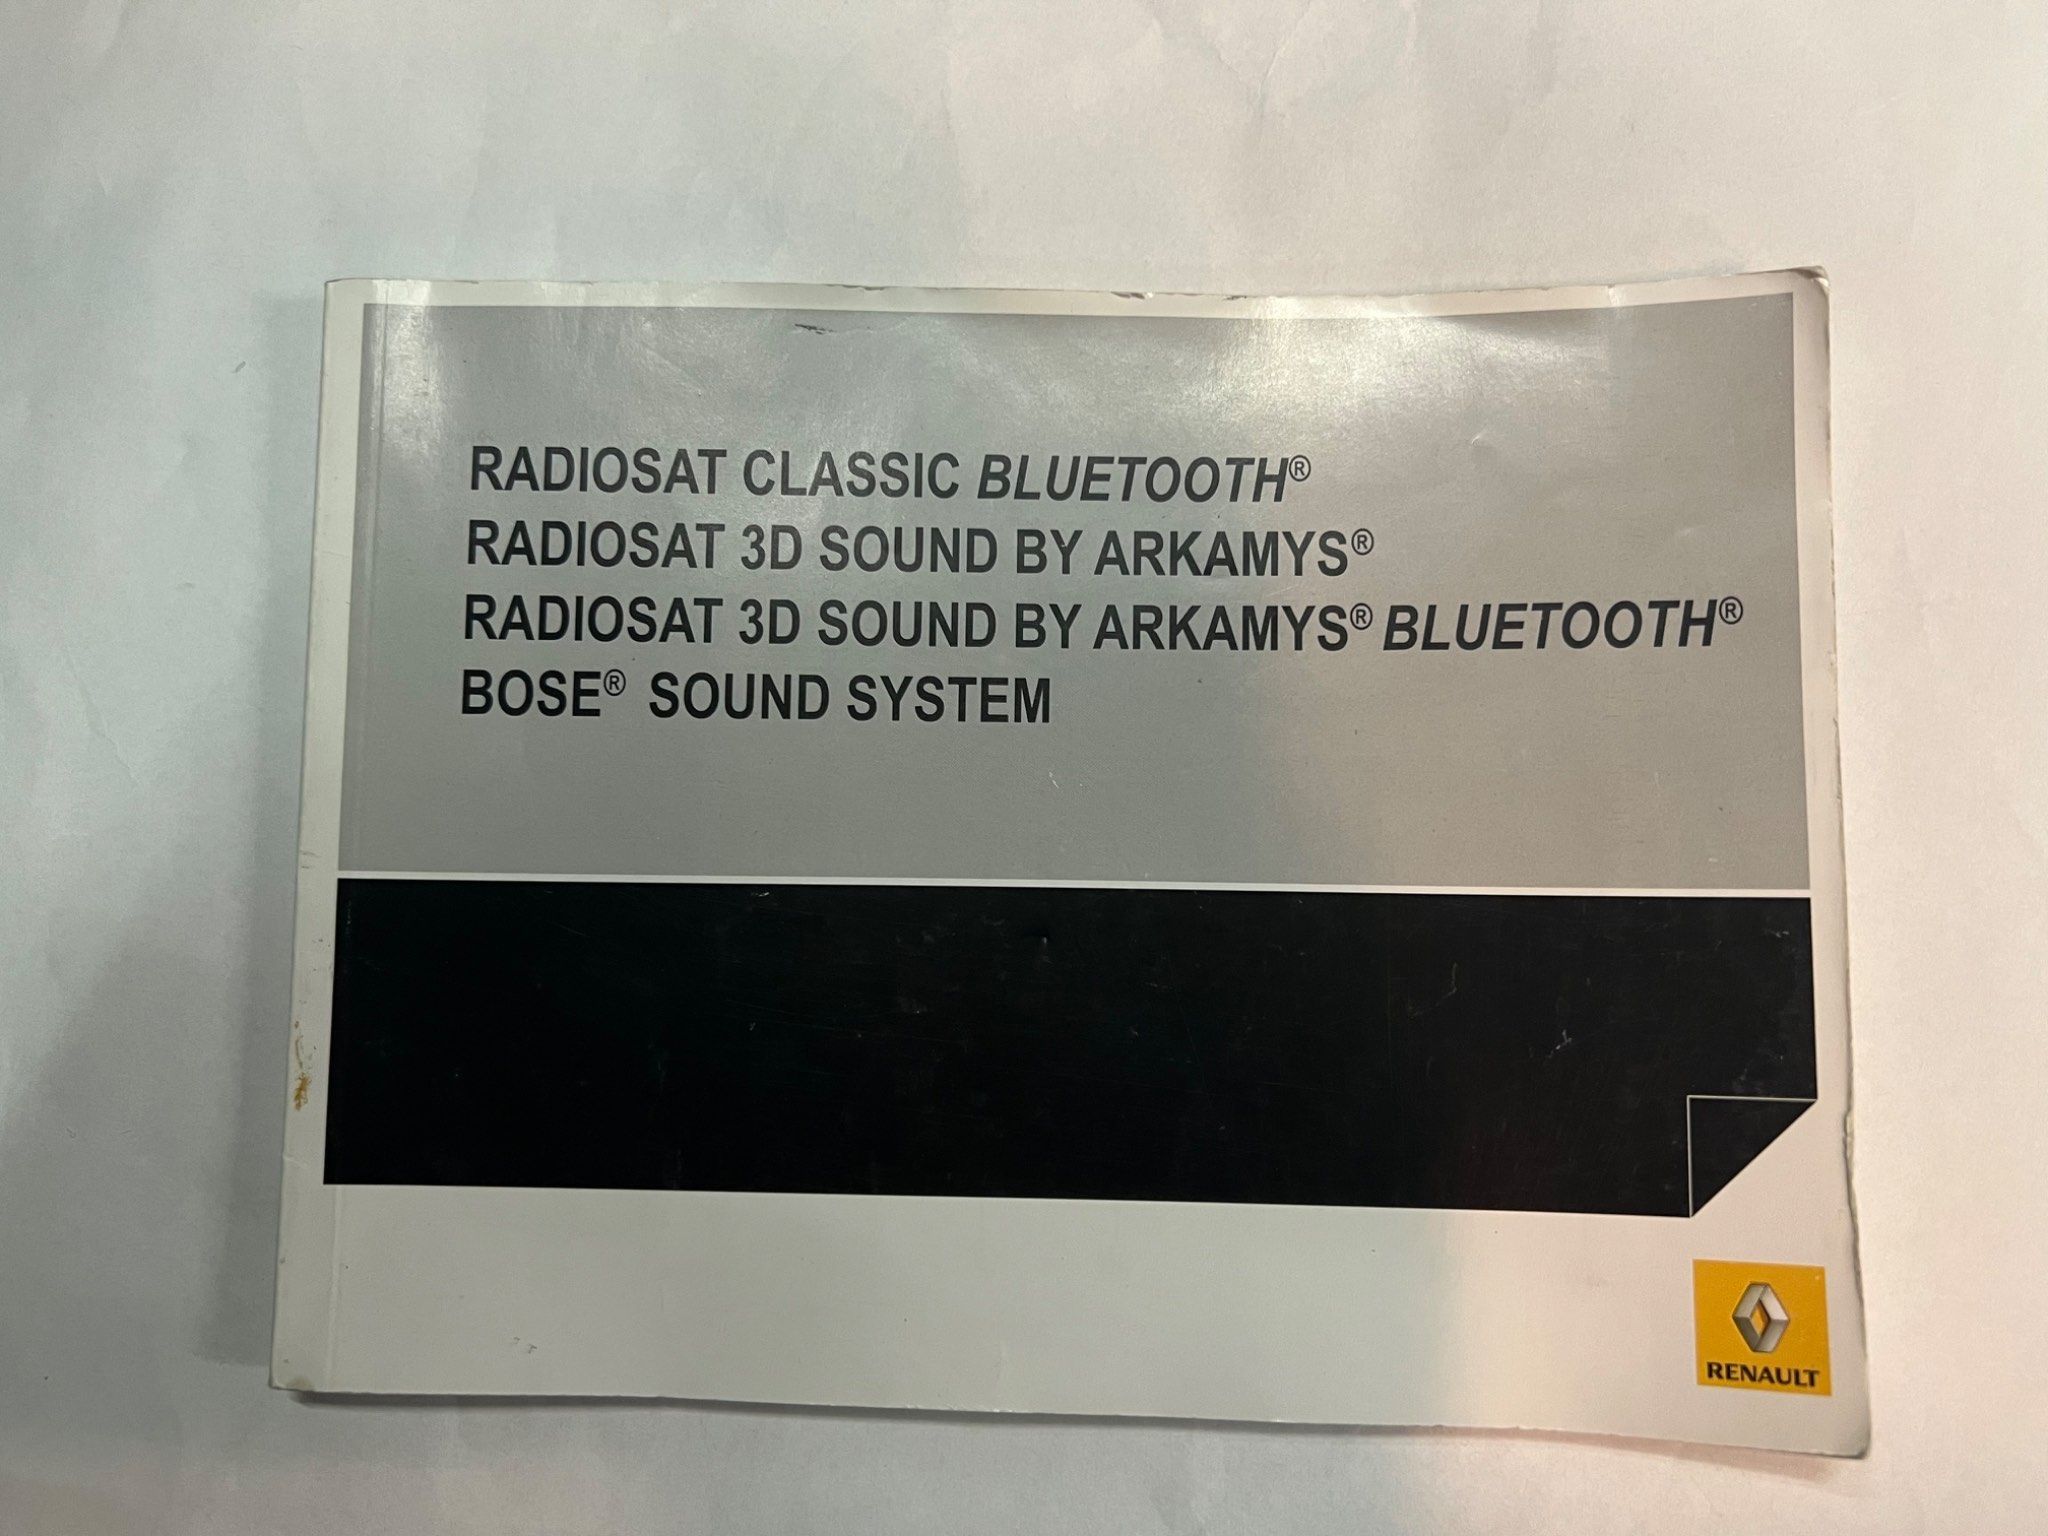 RADIOSAT CLASSIC BLUETOOTH®
RADIOSAT 3D SOUND BY ARKAMYS®
RADIOSAT 3D SOUND BY ARKAMYS® BLUETOOTH®
BOSE® SOUND SYSTEM
RENAULT